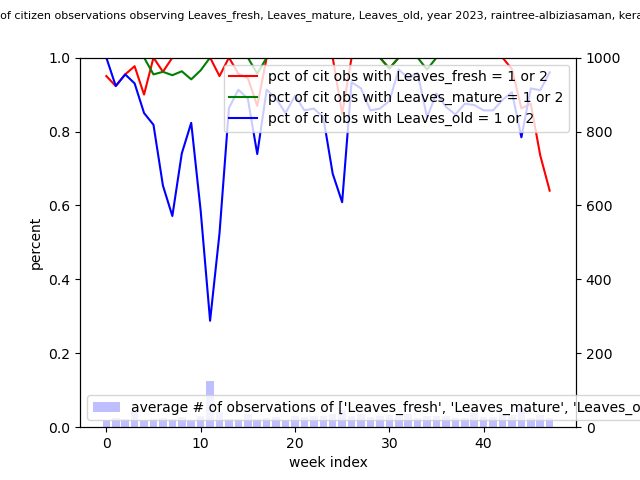 of citizen observations observing Leaves_fresh, Leaves_mature, Leaves_old, year 2023, raintree-albiziasaman, kera
1.0
0.8
0.6
0.4
0.2
0.0
percent
pct of cit obs with Leaves_fresh = 1 or 2
pct of cit obs with Leaves_mature = 1 or 2
pct of cit obs with Leaves_old = 1 or 2
average # of observations of ['Leaves_fresh', 'Leaves_mature', 'Leaves_o
1000
800
600
400
200
0
0 10 20 30 40
week index